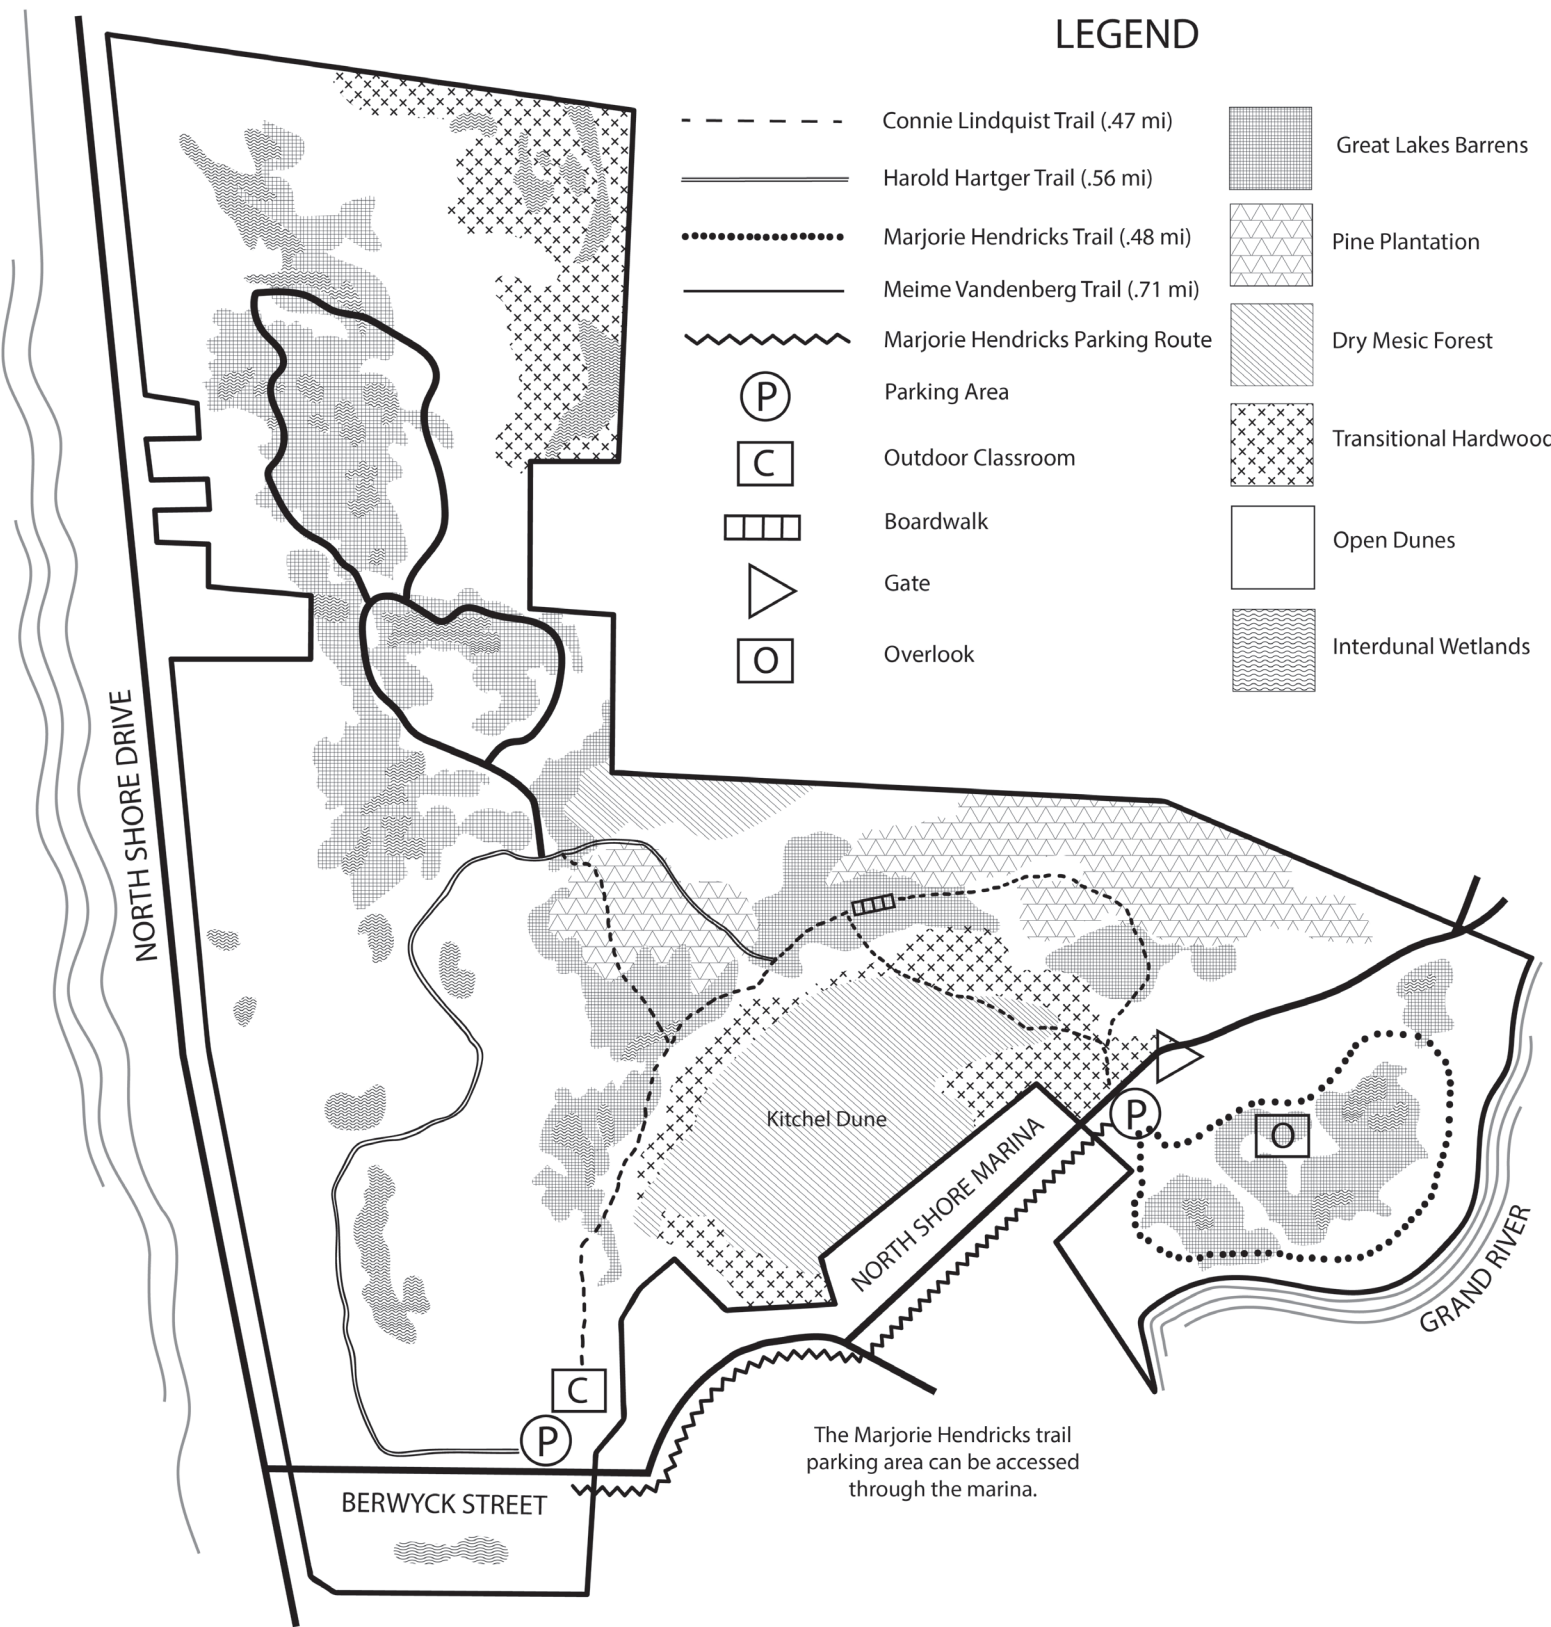 LEGEND
Connie Lindquist Trail (.47 mi)
Harold Hartger Trail (.56 mi)
Marjorie Hendricks Trail (.48 mi)
Meime Vandenberg Trail (.71 mi)
Marjorie Hendricks Parking Route
P
Parking Area
C
Outdoor Classroom
Boardwalk
Gate
O
Overlook
Great Lakes Barrens
Pine Plantation
Dry Mesic Forest
Transitional Hardwood
Open Dunes
Interdunal Wetlands
NORTH SHORE DRIVE
Kitchel Dune
NORTH SHORE MARINA
P
O
GRAND RIVER
C
P
BERWYCK STREET
The Marjorie Hendricks trail
parking area can be accessed
through the marina.